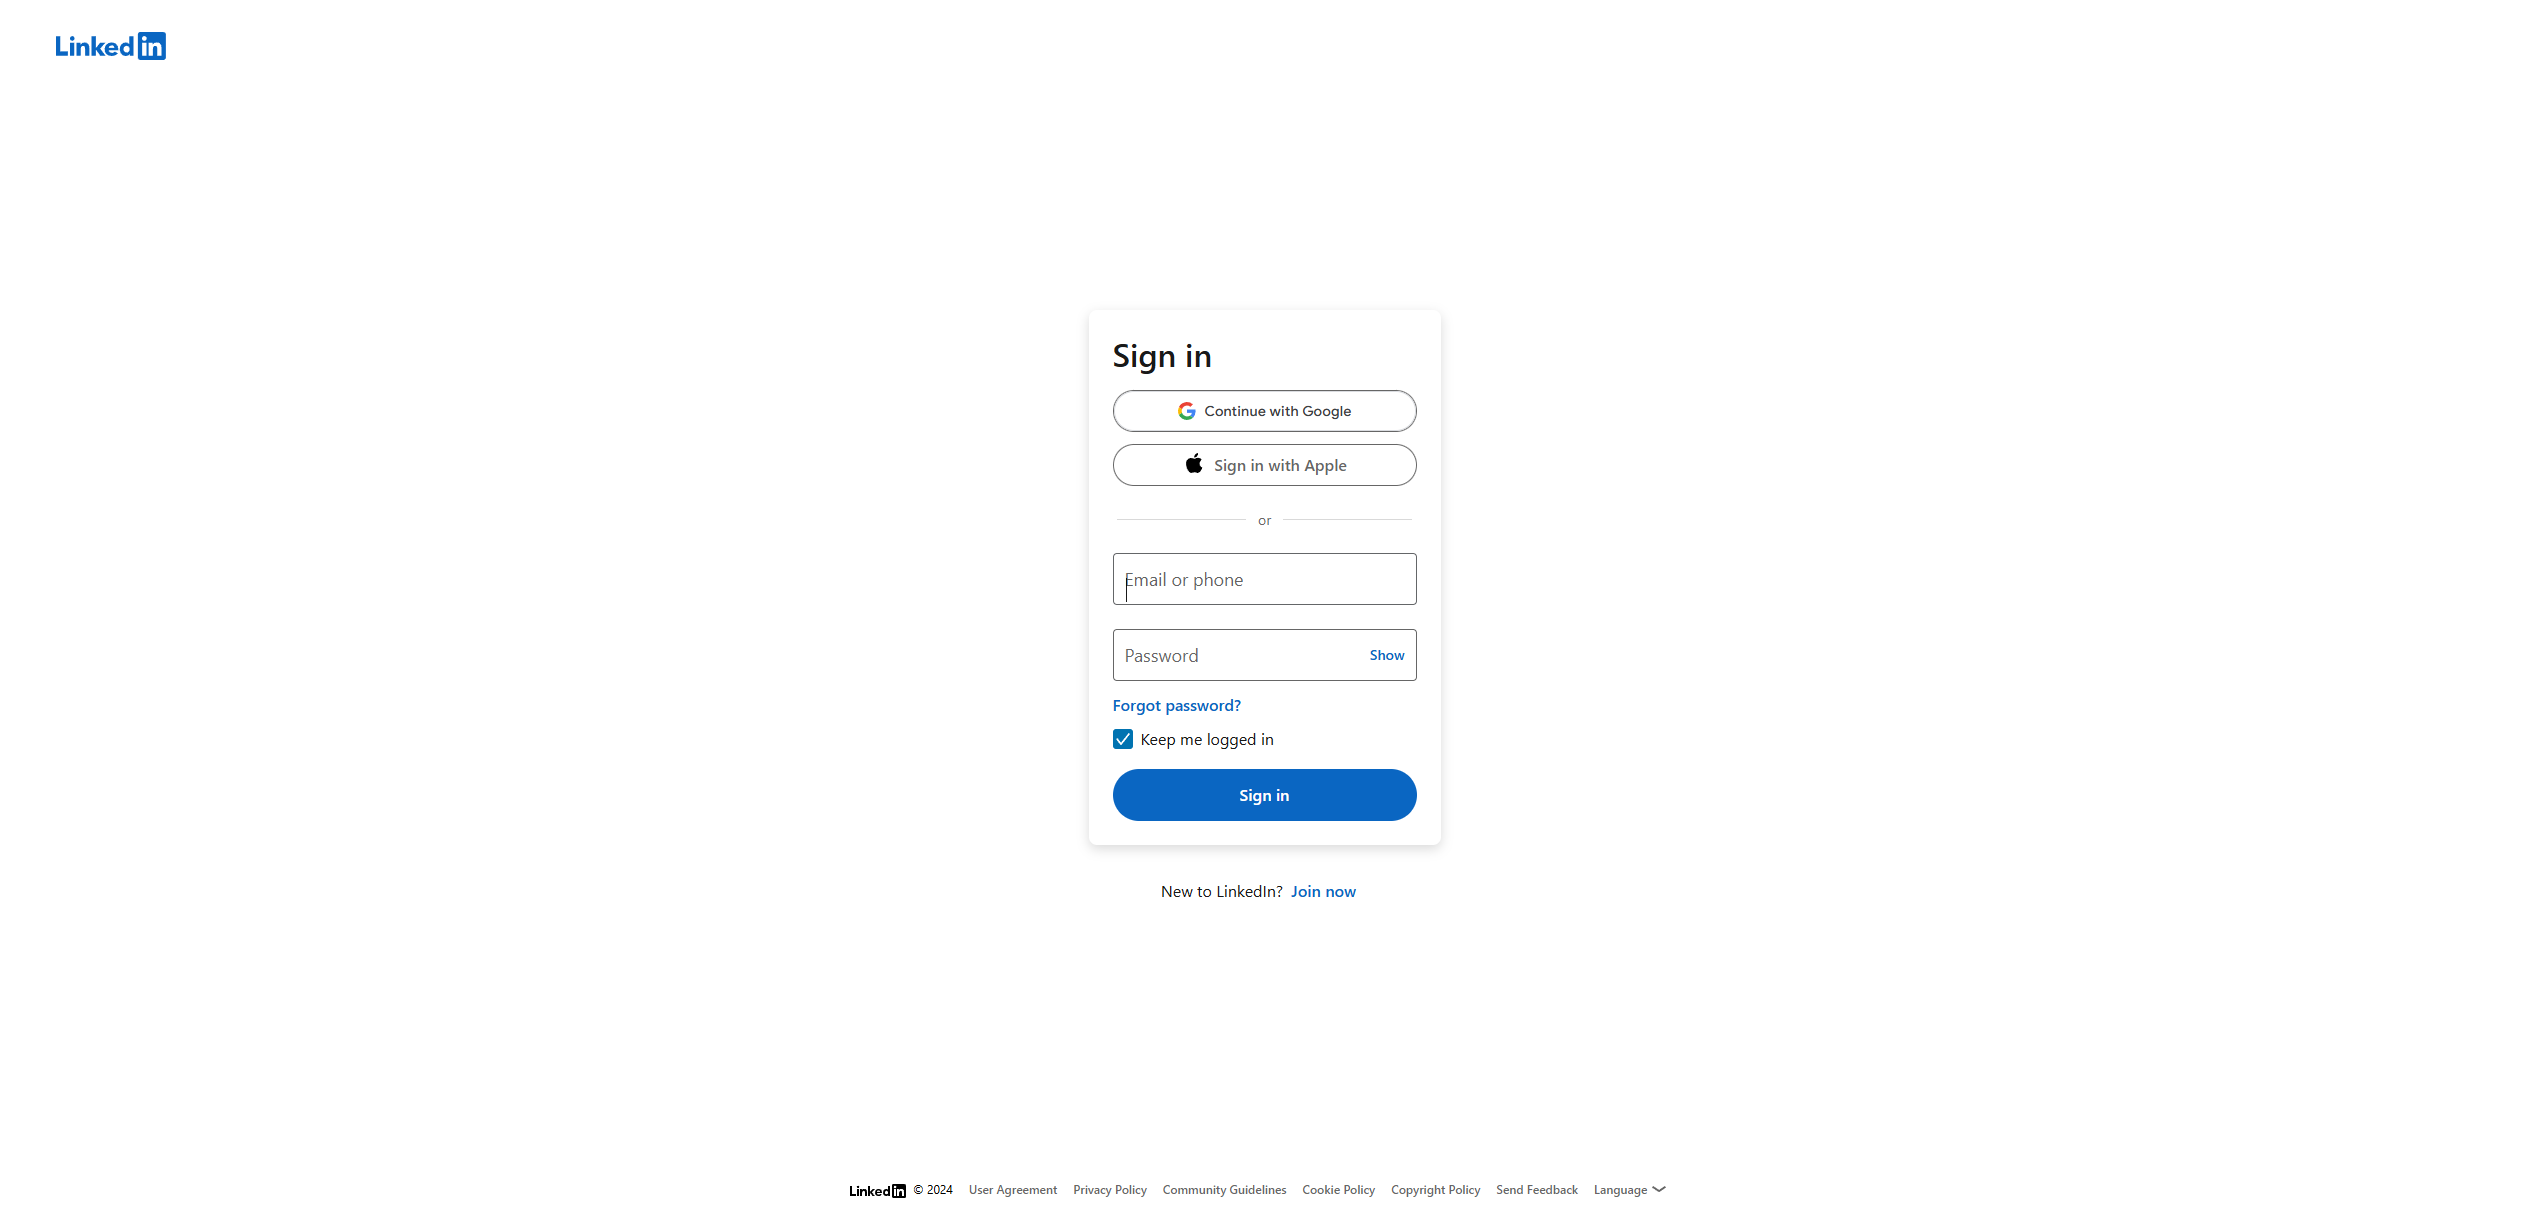 Linkedin
Sign in
Continue with Google
Sign in with Apple
or
Email or phone
Password Show
Forgot password?
Keep me logged in
Sign in
New to LinkedIn? Join now
Linkedin © 2024 User Agreement Privacy Policy Community Guidelines Cookie Policy Copyright Policy Send Feedback Language